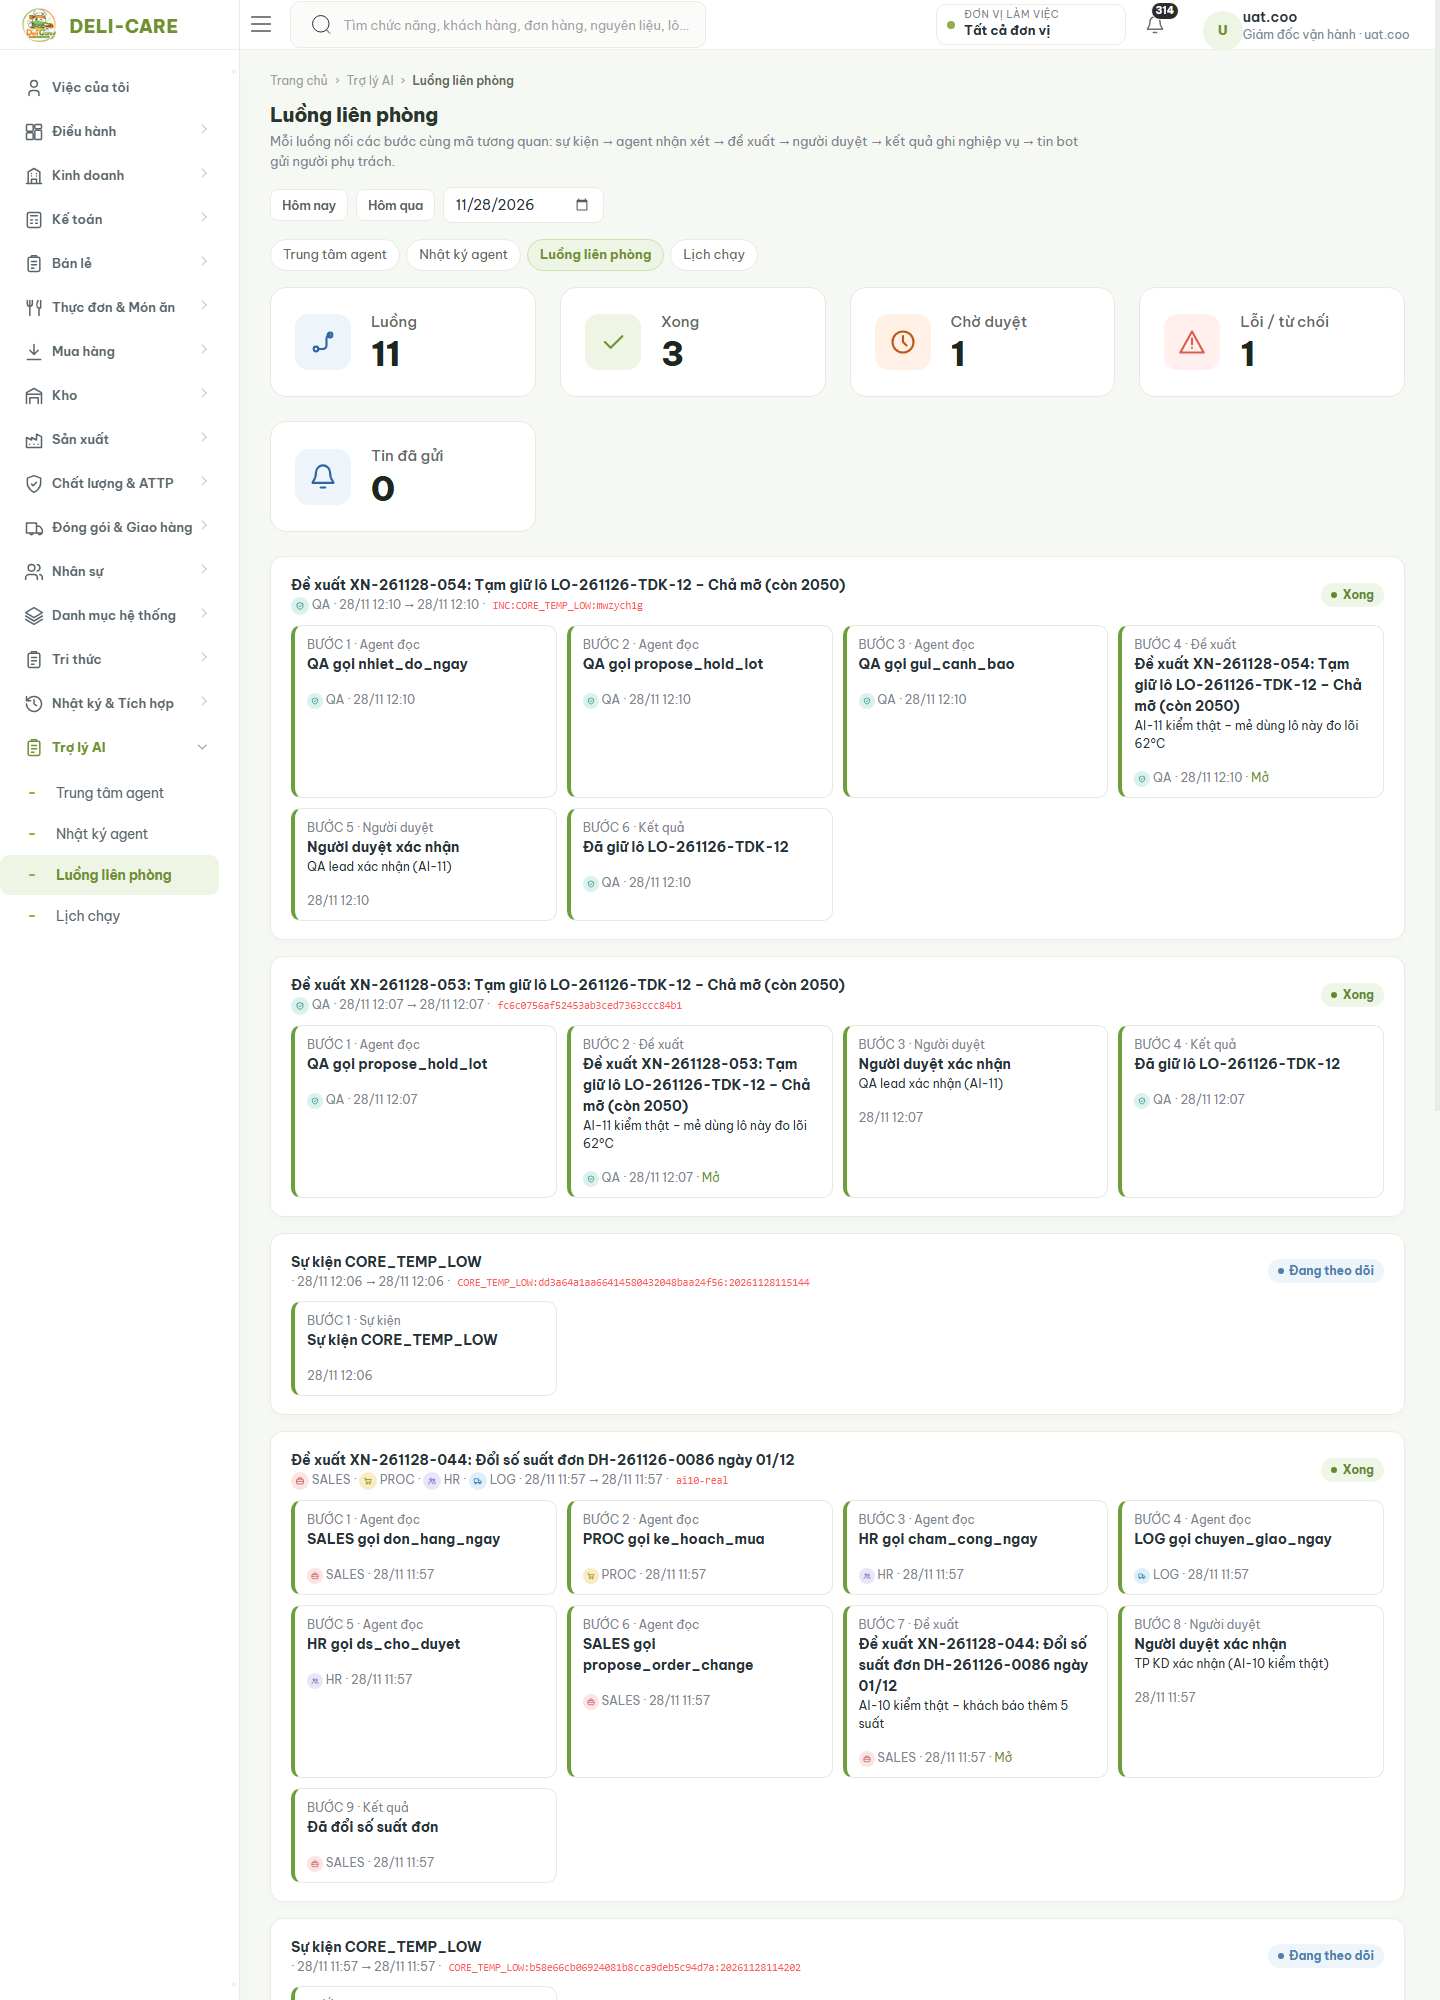 DELI-CARE
Tìm chức năng, khách hàng, đơn hàng, nguyên liệu, lô...
ĐƠN VỊ LÀM VIỆC
Tất cả đơn vị
314
U
uat.coo
Giám đốc vận hành · uat.coo
Việc của tôi
Điều hành
Kinh doanh
Kế toán
Bán lẻ
Thực đơn & Món ăn
Mua hàng
Kho
Sản xuất
Chất lượng & ATTP
Đóng gói & Giao hàng
Nhân sự
Danh mục hệ thống
Tri thức
Nhật ký & Tích hợp
Trợ lý AI
- Trung tâm agent
- Nhật ký agent
- Luồng liên phòng
- Lịch chạy
Trang chủ › Trợ lý AI › Luồng liên phòng
Luồng liên phòng
Mỗi luồng nối các bước cùng mã tương quan: sự kiện → agent nhận xét → đề xuất → người duyệt → kết quả ghi nghiệp vụ → tin bot
gửi người phụ trách.
Hôm nay
Hôm qua
11/28/2026
Trung tâm agent
Nhật ký agent
Luồng liên phòng
Lịch chạy
Luồng
11
Xong
3
Chờ duyệt
1
Lỗi / từ chối
1
Tin đã gửi
0
Đề xuất XN-261128-054: Tạm giữ lô LO-261126-TDK-12 – Chả mỡ (còn 2050)
QA · 28/11 12:10 → 28/11 12:10 · INC:CORE_TEMP_LOW:mwzych1g
Xong
BƯỚC 1 · Agent đọc
QA gọi nhiet_do_ngay
QA · 28/11 12:10
BƯỚC 2 · Agent đọc
QA gọi propose_hold_lot
QA · 28/11 12:10
BƯỚC 3 · Agent đọc
QA gọi gui_canh_bao
QA · 28/11 12:10
BƯỚC 4 · Đề xuất
Đề xuất XN-261128-054: Tạm
giữ lô LO-261126-TDK-12 – Chả
mỡ (còn 2050)
AI-11 kiểm thật – mẻ dùng lô này đo lõi
62°C
QA · 28/11 12:10 · Mở
BƯỚC 5 · Người duyệt
Người duyệt xác nhận
QA lead xác nhận (AI-11)
28/11 12:10
BƯỚC 6 · Kết quả
Đã giữ lô LO-261126-TDK-12
QA · 28/11 12:10
Đề xuất XN-261128-053: Tạm giữ lô LO-261126-TDK-12 – Chả mỡ (còn 2050)
QA · 28/11 12:07 → 28/11 12:07 · fc6c0756af52453ab3ced7363ccc84b1
Xong
BƯỚC 1 · Agent đọc
QA gọi propose_hold_lot
QA · 28/11 12:07
BƯỚC 2 · Đề xuất
Đề xuất XN-261128-053: Tạm
giữ lô LO-261126-TDK-12 – Chả
mỡ (còn 2050)
AI-11 kiểm thật – mẻ dùng lô này đo lõi
62°C
QA · 28/11 12:07 · Mở
BƯỚC 3 · Người duyệt
Người duyệt xác nhận
QA lead xác nhận (AI-11)
28/11 12:07
BƯỚC 4 · Kết quả
Đã giữ lô LO-261126-TDK-12
QA · 28/11 12:07
Sự kiện CORE_TEMP_LOW
· 28/11 12:06 → 28/11 12:06 · CORE_TEMP_LOW:dd3a64a1aa66414580432048baa24f56:20261128115144
Đang theo dõi
BƯỚC 1 · Sự kiện
Sự kiện CORE_TEMP_LOW
28/11 12:06
Đề xuất XN-261128-044: Đổi số suất đơn DH-261126-0086 ngày 01/12
SALES · PROC · HR · LOG · 28/11 11:57 → 28/11 11:57 · ai10-real
Xong
BƯỚC 1 · Agent đọc
SALES gọi don_hang_ngay
SALES · 28/11 11:57
BƯỚC 2 · Agent đọc
PROC gọi ke_hoach_mua
PROC · 28/11 11:57
BƯỚC 3 · Agent đọc
HR gọi cham_cong_ngay
HR · 28/11 11:57
BƯỚC 4 · Agent đọc
LOG gọi chuyen_giao_ngay
LOG · 28/11 11:57
BƯỚC 5 · Agent đọc
HR gọi ds_cho_duyet
HR · 28/11 11:57
BƯỚC 6 · Agent đọc
SALES gọi
propose_order_change
SALES · 28/11 11:57
BƯỚC 7 · Đề xuất
Đề xuất XN-261128-044: Đổi số
suất đơn DH-261126-0086 ngày
01/12
AI-10 kiểm thật – khách báo thêm 5
suất
SALES · 28/11 11:57 · Mở
BƯỚC 8 · Người duyệt
Người duyệt xác nhận
TP KD xác nhận (AI-10 kiểm thật)
28/11 11:57
BƯỚC 9 · Kết quả
Đã đổi số suất đơn
SALES · 28/11 11:57
Sự kiện CORE_TEMP_LOW
· 28/11 11:57 → 28/11 11:57 · CORE_TEMP_LOW:b58e66cb06924081b8cca9deb5c94d7a:20261128114202
Đang theo dõi